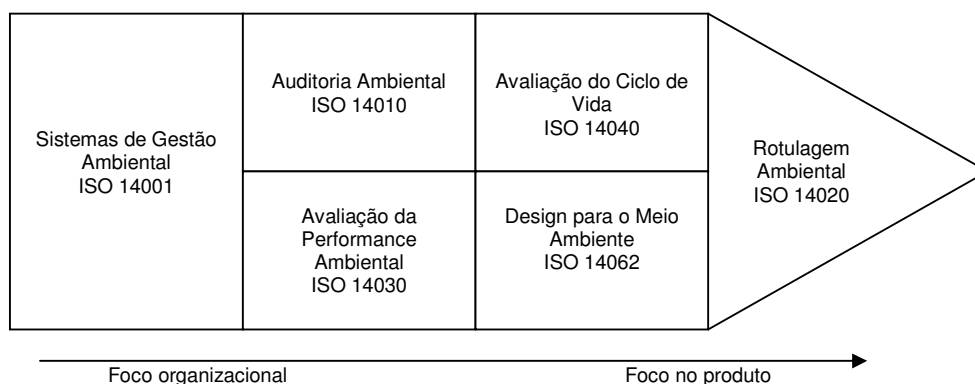 Sistemas de Gestão
Ambiental
ISO 14001
Auditoria Ambiental
ISO 14010
Avaliação da
Performance
Ambiental
ISO 14030
Avaliação do Ciclo de
Vida
ISO 14040
Design para o Meio
Ambiente
ISO 14062
Rotulagem
Ambiental
ISO 14020
Foco organizacional
Foco no produto